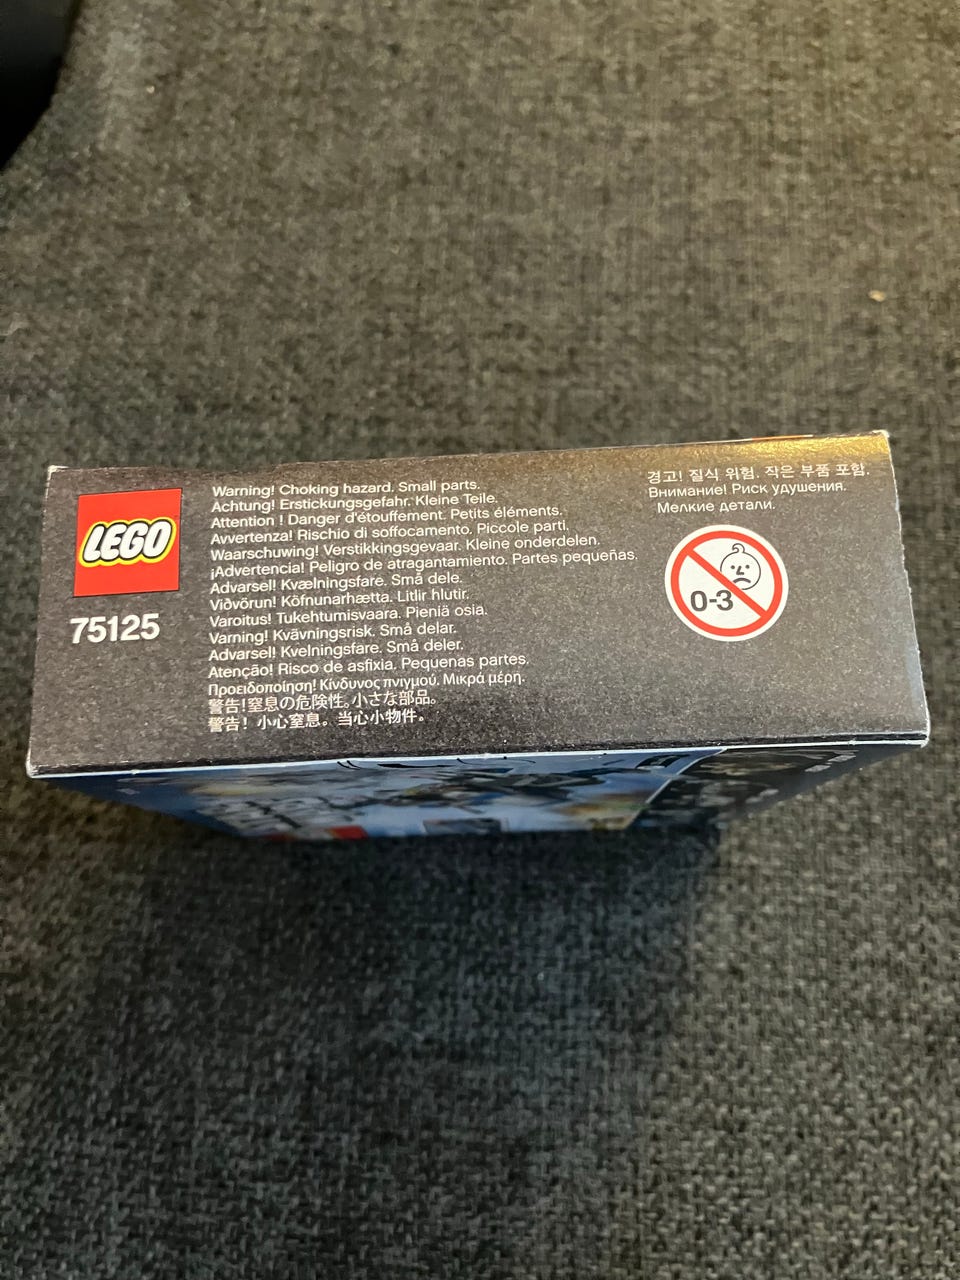 LEGO
75125
Warning! Choking hazard. Small parts.
Achtung! Erstickungsgefahr. Kleine Teile.
Attention ! Danger d'étouffement. Petits éléments.
Avvertenza! Rischio di soffocamento. Piccole parti.
Waarschuwing! Verstikkingsgevaar. Kleine onderdelen.
¡Advertencia! Peligro de atragantamiento. Partes pequeñas.
Advarsel! Kvælningsfare. Små dele.
Viðvörun! Köfnunarhætta. Litlir hlutir.
Varoitus! Tukehtumisvaara. Pieniä osia.
Varning! Kvävningsrisk. Små delar.
Advarsel! Kvelningsfare. Små deler.
Atenção! Risco de asfixia. Pequenas partes.
Προειδοποίηση! Κίνδυνος πνιγμού. Μικρά μέρη.
警告!窒息の危険性。小さな部品。
警告！小心窒息。当心小物件。
경고! 질식 위험. 작은 부품 포함.
Внимание! Риск удушения.
Мелкие детали.
0-3